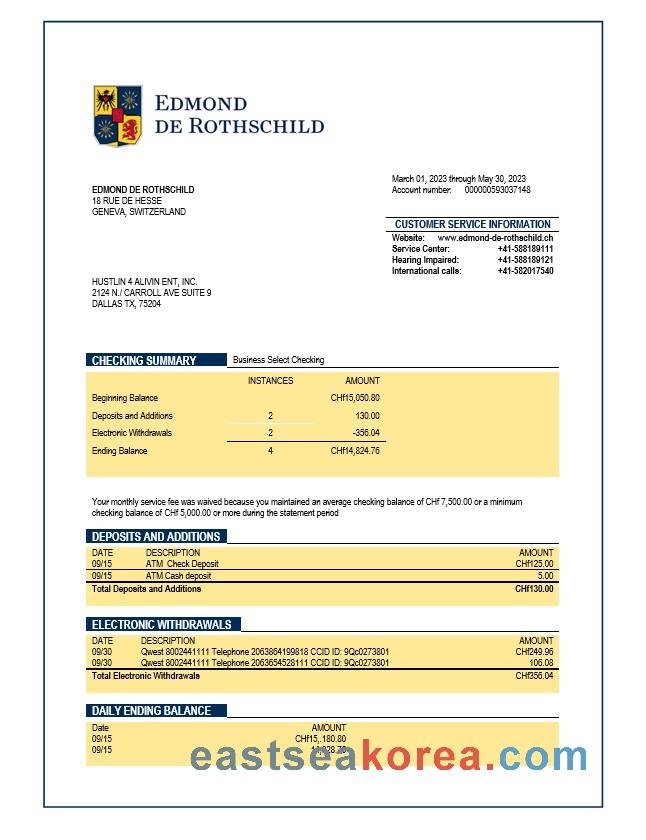 EDMOND
DE ROTHSCHILD
March 01, 2023 through May 30, 2023
Account number: 000000593037148
EDMOND DE ROTHSCHILD
18 RUE DE HESSE
GENEVA, SWITZERLAND
CUSTOMER SERVICE INFORMATION
Website: www.edmond-de-rothschild.ch
Service Center: +41-588189111
Hearing Impaired: +41-588189121
International calls: +41-582017540
HUSTLIN 4 ALIVIN ENT, INC.
2124 N./ CARROLL AVE SUITE 9
DALLAS TX, 75204
CHECKING SUMMARY Business Select Checking
INSTANCES AMOUNT
Beginning Balance CHf15,050.80
Deposits and Additions 2 130.00
Electronic Withdrawals 2 -356.04
Ending Balance 4 CHf14,824.76
Your monthly service fee was waived because you maintained an average checking balance of CHf 7,500.00 or a minimum
checking balance of CHf 5,000.00 or more during the statement period
DEPOSITS AND ADDITIONS
DATE DESCRIPTION AMOUNT
09/15 ATM Check Deposit CHf125.00
09/15 ATM Cash deposit 5.00
Total Deposits and Additions CHf130.00
ELECTRONIC WITHDRAWALS
DATE DESCRIPTION AMOUNT
09/30 Qwest 8002441111 Telephone 2063864199818 CCID ID: 9Qc0273801 CHf249.96
09/30 Qwest 8002441111 Telephone 2063654528111 CCID ID: 9Qc0273801 106.08
Total Electronic Withdrawals CHf356.04
DAILY ENDING BALANCE
Date AMOUNT
09/15 CHf15,.180.80
09/15
eastseakorea.com